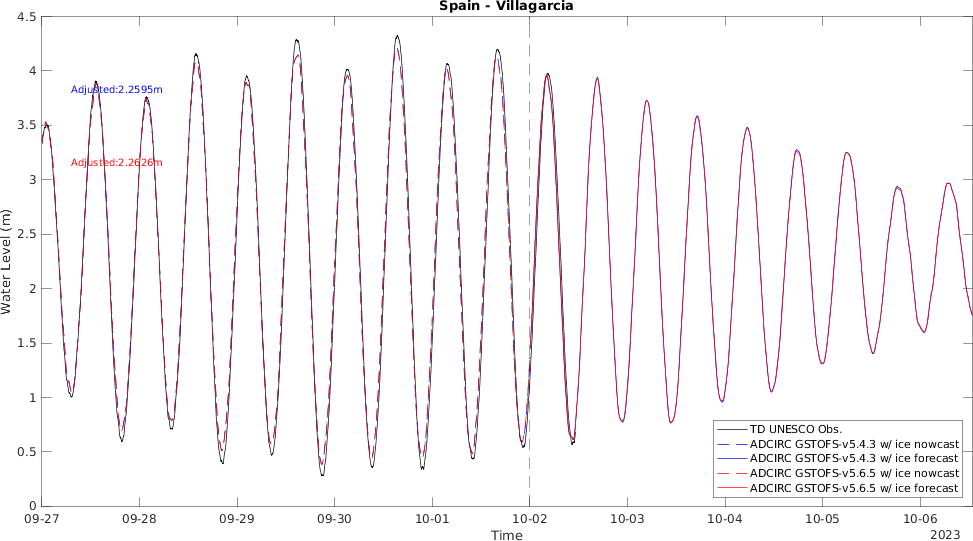 Spain - Villagarcia
4.5
4
3.5
3
2.5
2
1.5
1
0.5
0
Water Level (m)
Adjusted:2.2595m
Adjusted:2.2626m
TD UNESCO Obs.
ADCIRC GSTOFS-v5.4.3 w/ ice nowcast
ADCIRC GSTOFS-v5.4.3 w/ ice forecast
ADCIRC GSTOFS-v5.6.5 w/ ice nowcast
ADCIRC GSTOFS-v5.6.5 w/ ice forecast
09-27 09-28 09-29 09-30 10-01 10-02 10-03 10-04 10-05 10-06
Time
2023